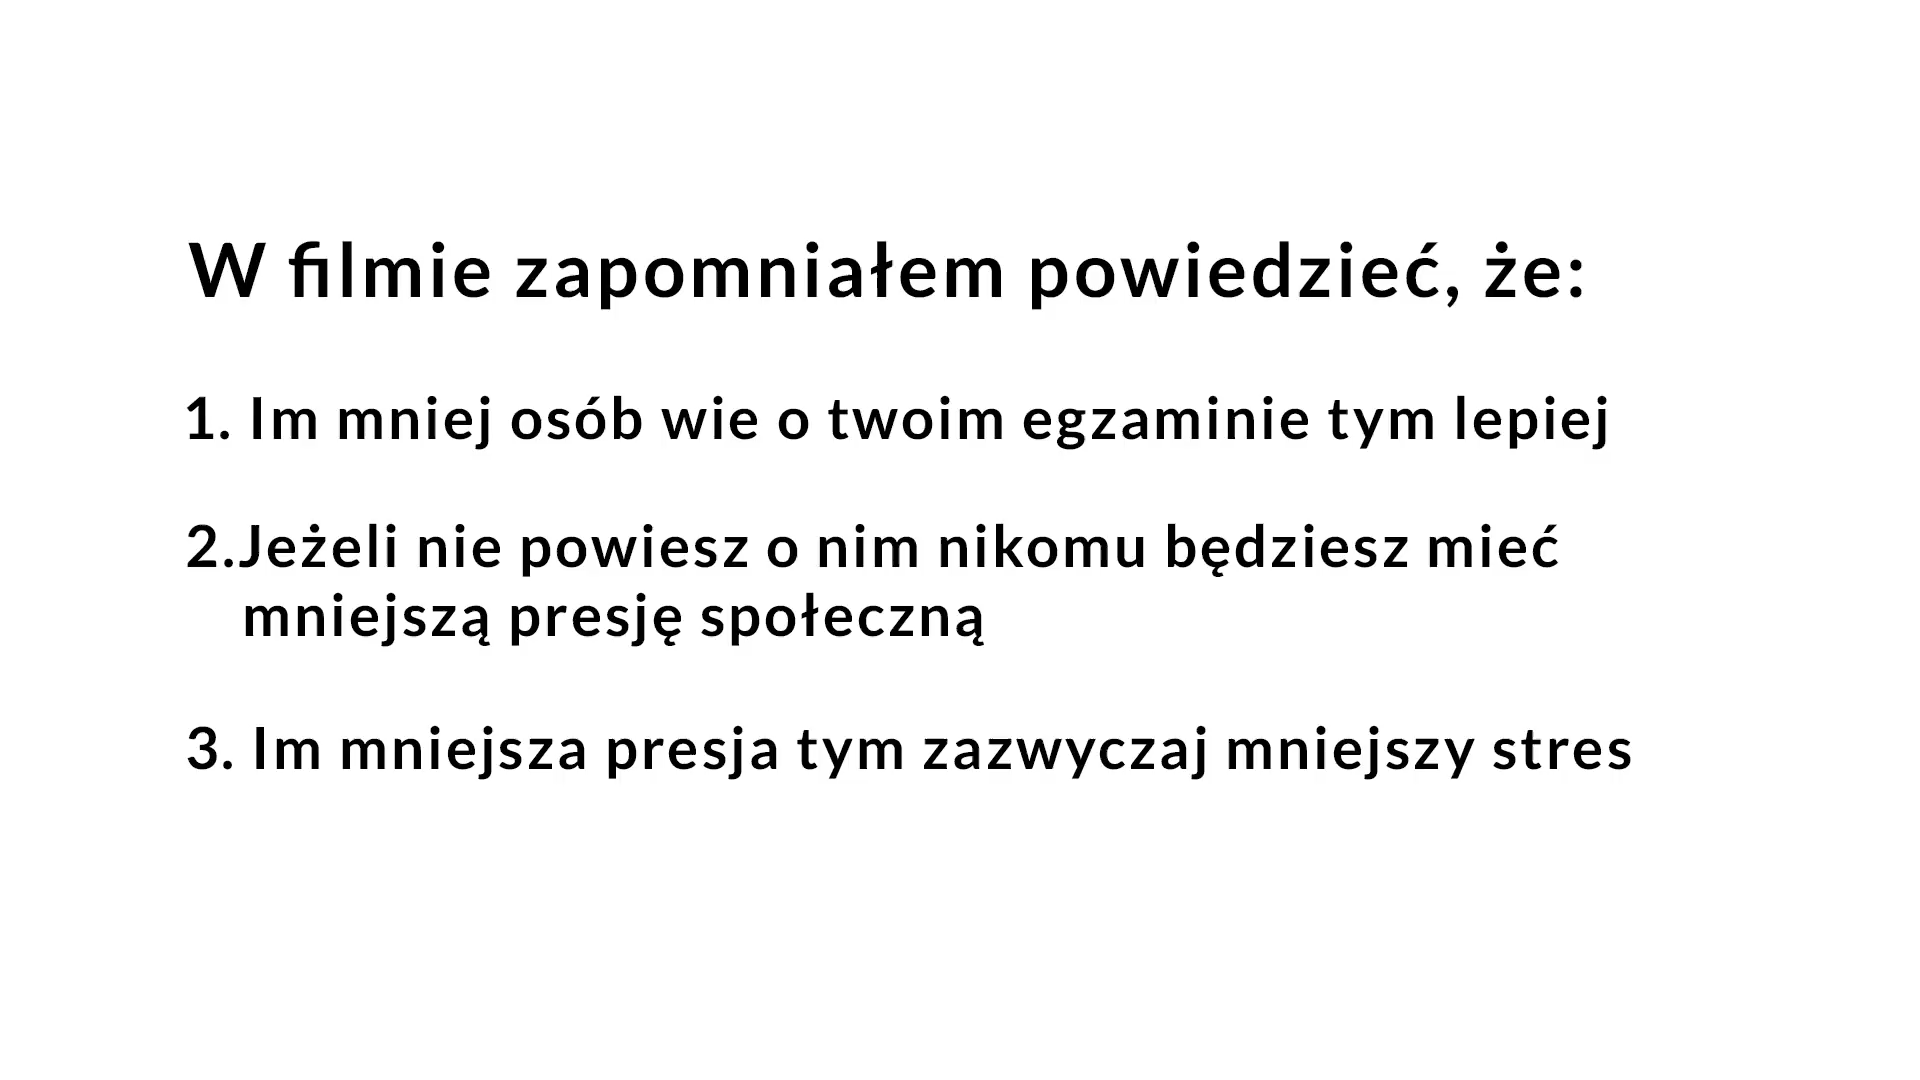 W filmie zapomniałem powiedzieć, że:
1. Im mniej osób wie o twoim egzaminie tym lepiej
2.Jeżeli nie powiesz o nim nikomu będziesz mieć
mniejszą presję społeczną
3. Im mniejsza presja tym zazwyczaj mniejszy stres